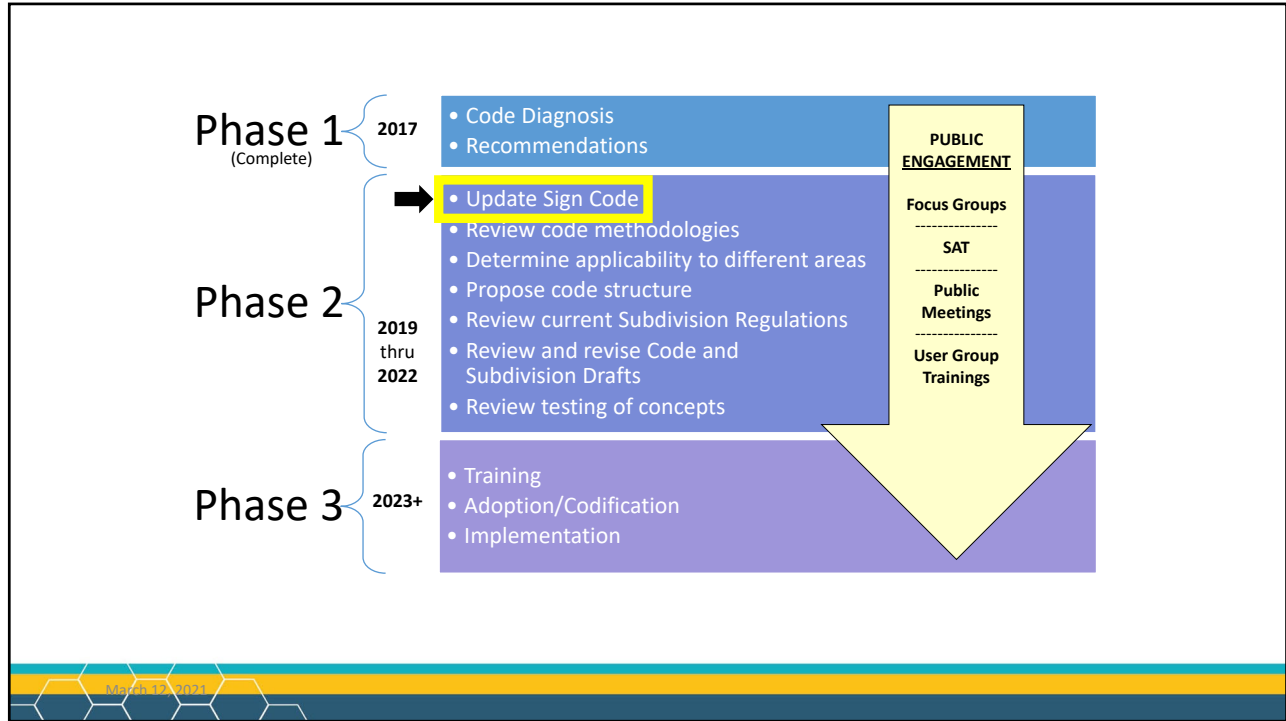 Phase 1
(Complete)
2017
• Code Diagnosis
• Recommendations
Phase 2
2019
thru
2022
• Update Sign Code
• Review code methodologies
• Determine applicability to different areas
• Propose code structure
• Review current Subdivision Regulations
• Review and revise Code and
Subdivision Drafts
• Review testing of concepts
Phase 3
2023+
• Training
• Adoption/Codification
• Implementation
PUBLIC
ENGAGEMENT
Focus Groups
---------------
SAT
---------------
Public
Meetings
---------------
User Group
Trainings
March 12, 2021